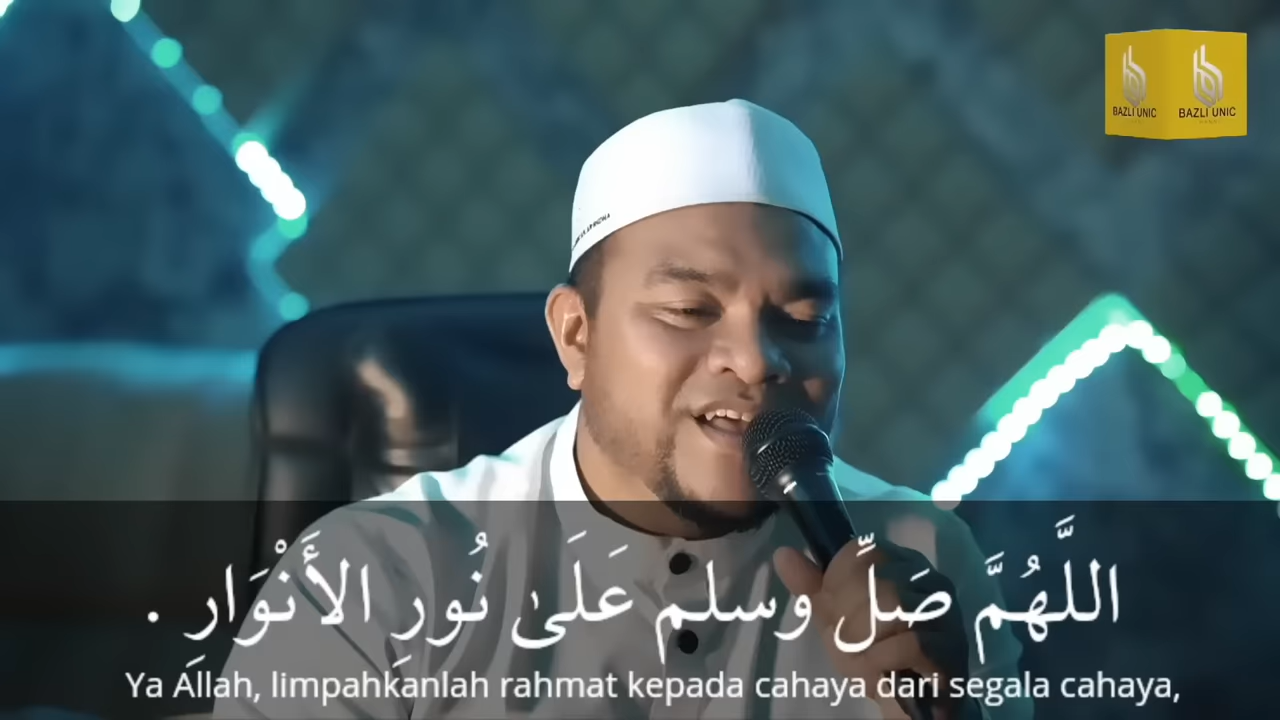 BAZLI UNIC
BAZLI UNIC
اللَّهُمَّ صَلِّ وسلم عَلَىٰ نُورِ الأَنْوَارِ .
Ya Allah, limpahkanlah rahmat kepada cahaya dari segala cahaya,